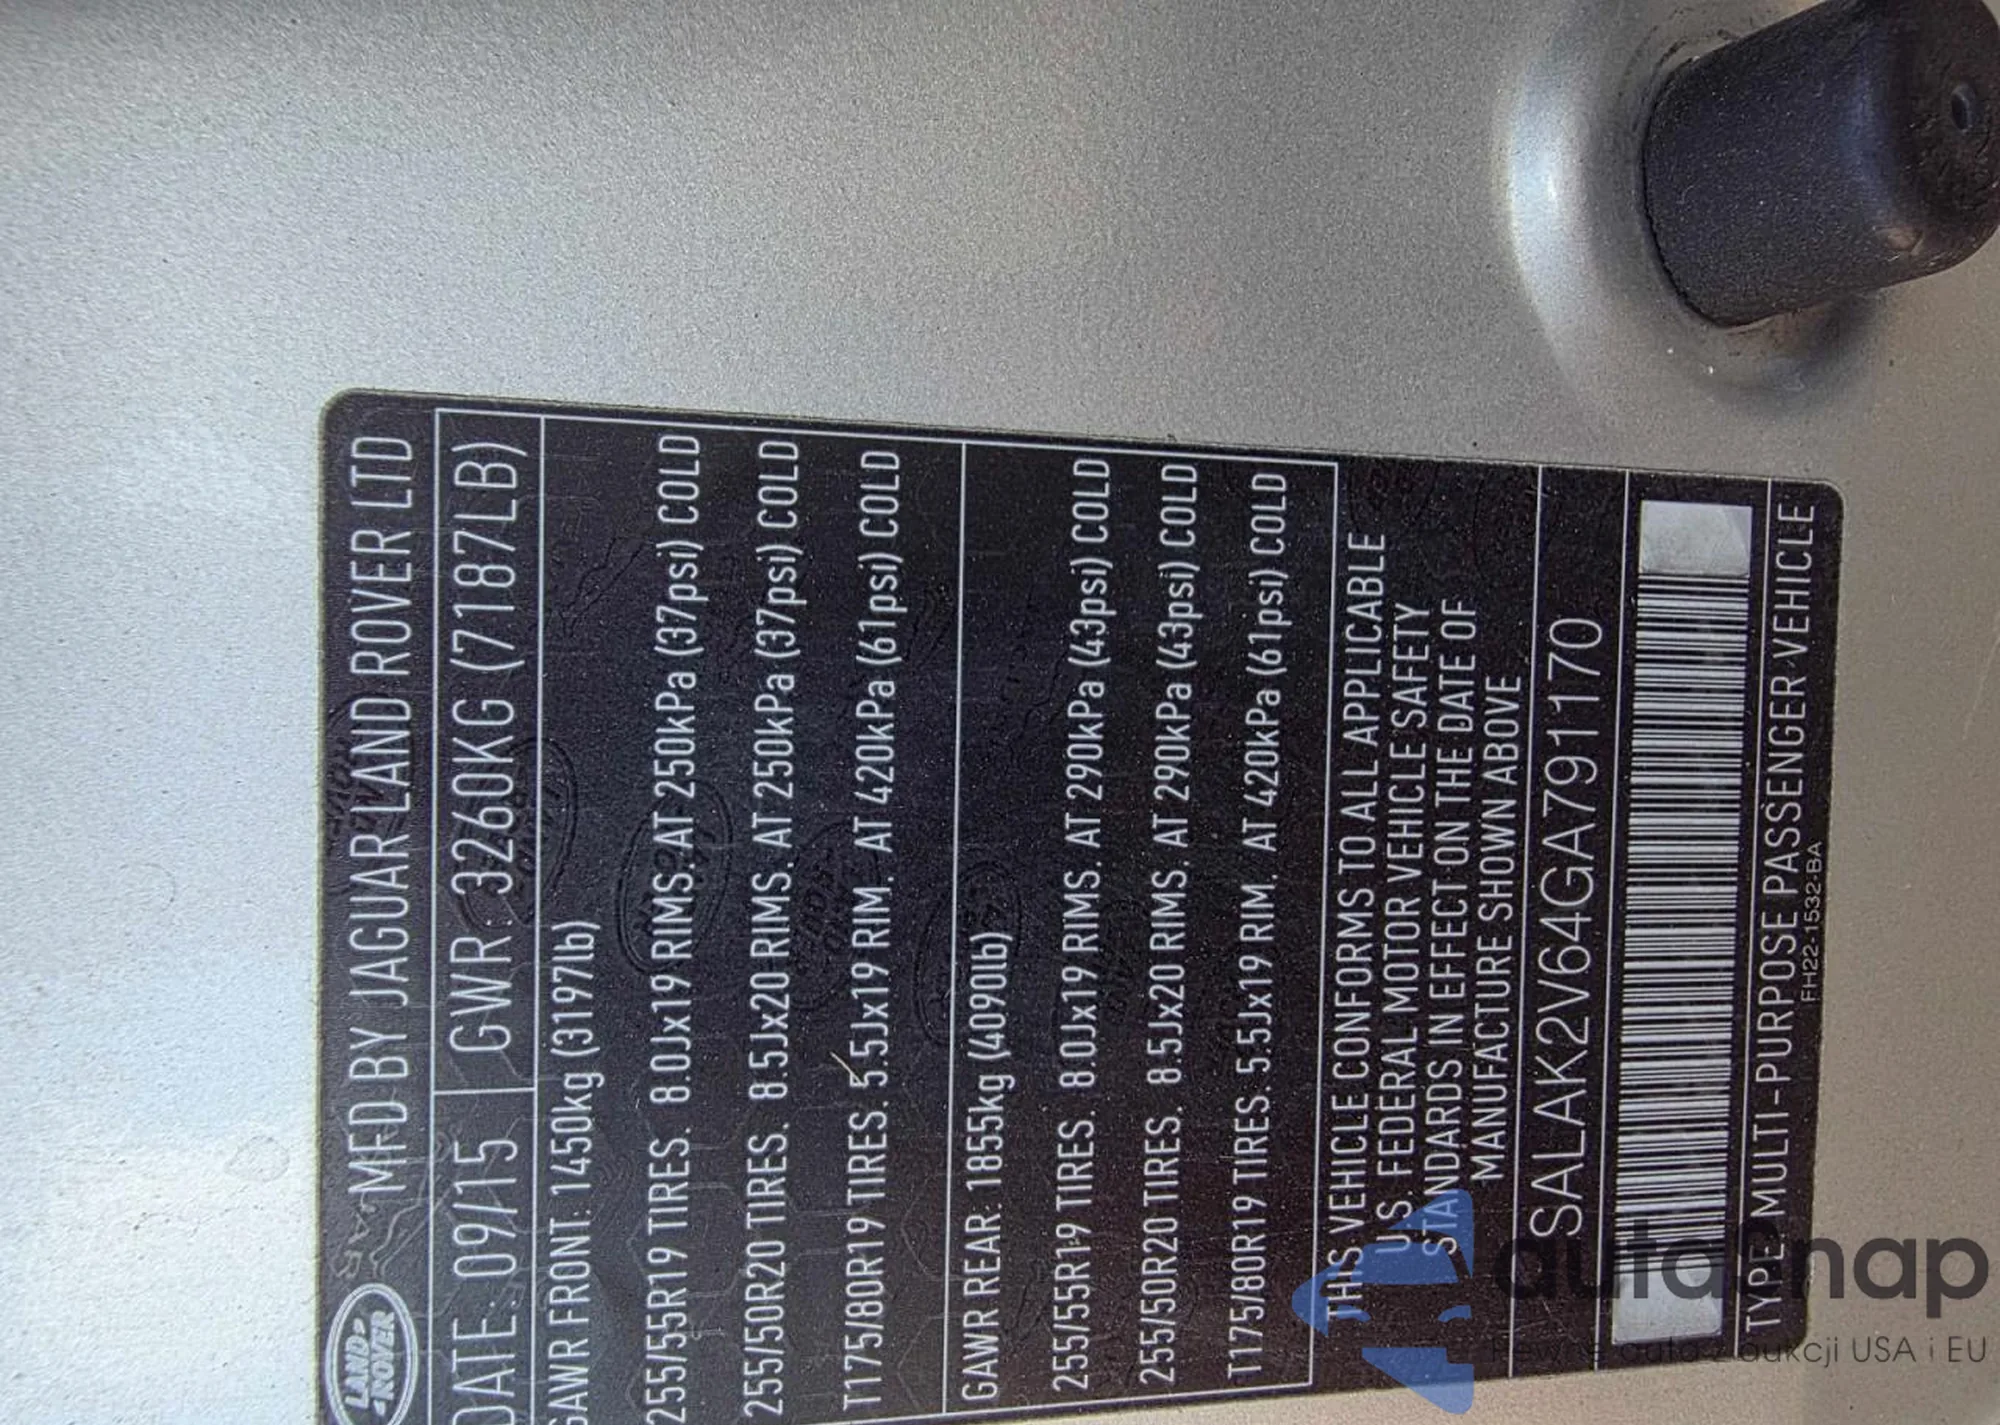 LAND ROVER
MFD BY JAGUAR LAND ROVER LTD
DATE: 09/15 GWR: 3260KG (7187LB)
GAWR FRONT: 1450kg (3197lb)
255/55R19 TIRES. 8.0Jx19 RIMS. AT 250kPa (37psi) COLD
255/50R20 TIRES. 8.5Jx20 RIMS. AT 250kPa (37psi) COLD
T175/80R19 TIRES. 5.5Jx19 RIM. AT 420kPa (61psi) COLD
GAWR REAR: 1855kg (4090lb)
255/55R19 TIRES. 8.0Jx19 RIMS. AT 290kPa (43psi) COLD
255/50R20 TIRES. 8.5Jx20 RIMS. AT 290kPa (43psi) COLD
T175/80R19 TIRES. 5.5Jx19 RIM. AT 420kPa (61psi) COLD
THIS VEHICLE CONFORMS TO ALL APPLICABLE
U.S. FEDERAL MOTOR VEHICLE SAFETY
STANDARDS IN EFFECT ON THE DATE OF
MANUFACTURE SHOWN ABOVE
SALAK2V64GA791170
TYPE MULTI-PURPOSE PASSENGER VEHICLE
FH22-1532-BA
autaSnap
Pewne auta z aukcji USA i EU